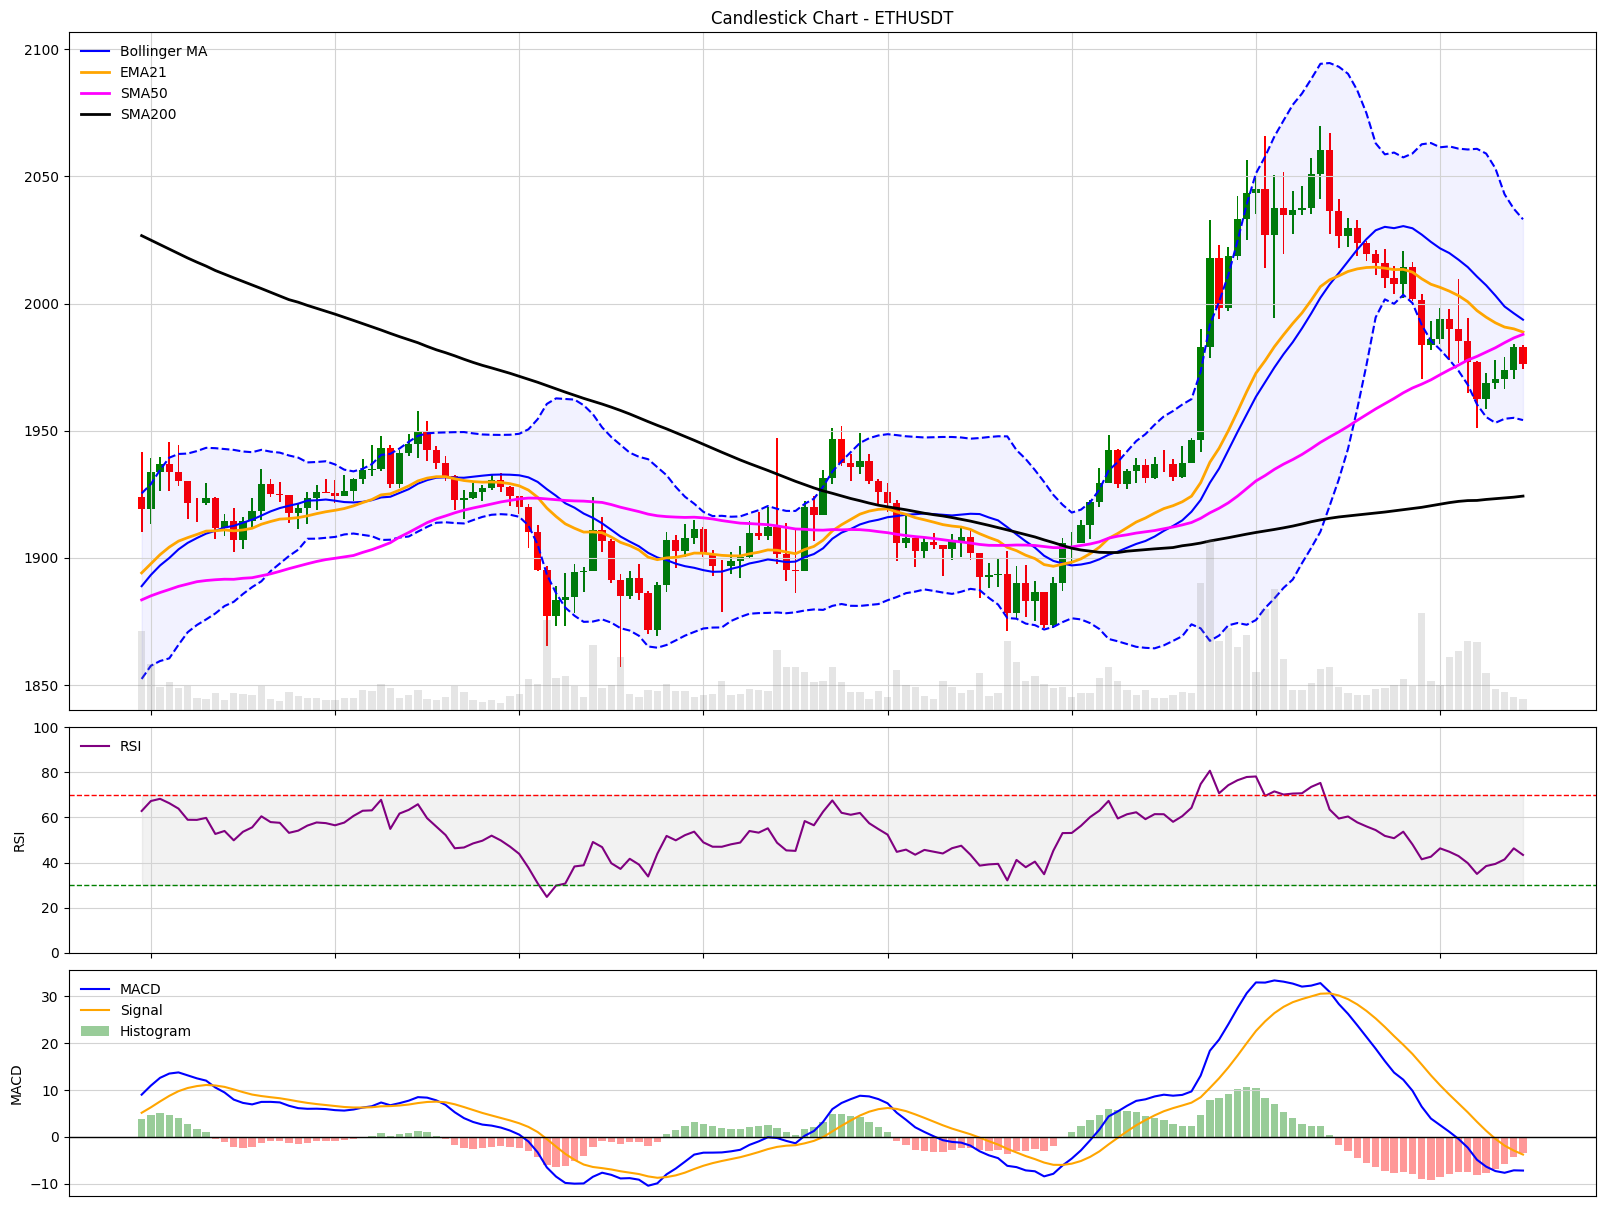 Candlestick Chart - ETHUSDT
Bollinger MA
EMA21
SMA50
SMA200
2100
2050
2000
1950
1900
1850
RSI
100
80
60
40
20
0
RSI
MACD
Signal
Histogram
30
20
10
0
−10
MACD